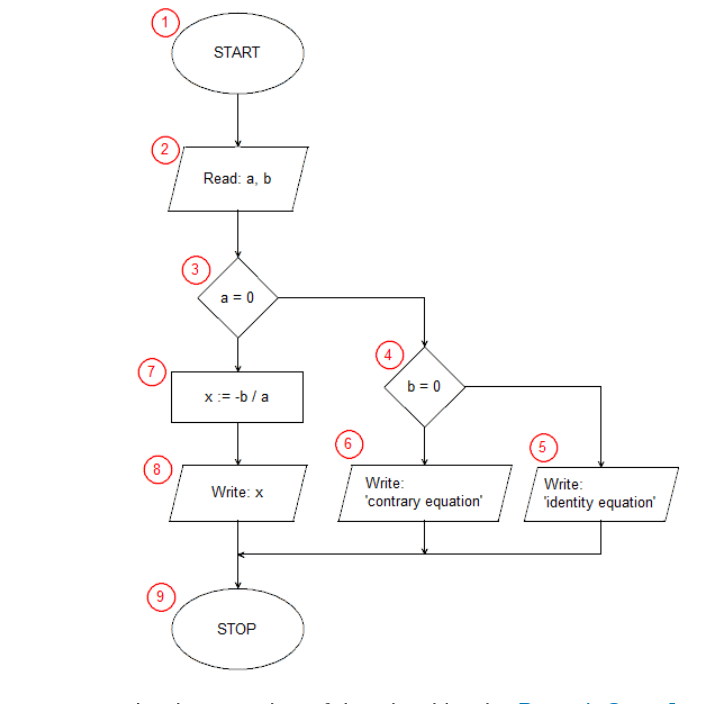 1
START
2
Read: a, b
3
a = 0
4
b = 0
7
x := -b / a
6
5
8
Write: x
Write:
'contrary equation'
Write:
'identity equation'
9
STOP